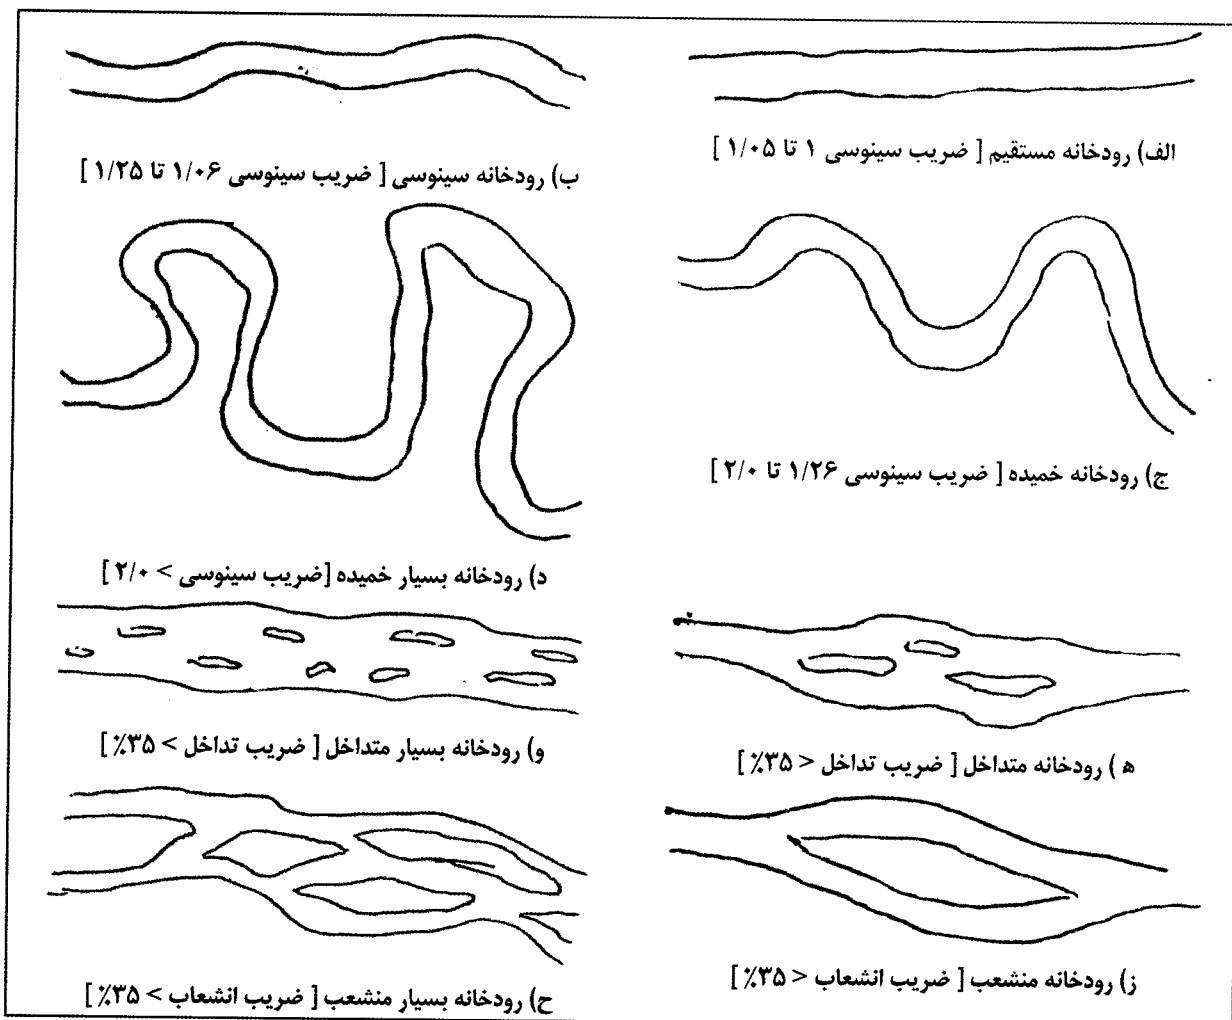 الف) رودخانه مستقیم [ ضریب سینوسی ۱ تا ۱/۰۵ ]
ب) رودخانه سینوسی [ ضریب سینوسی ۱/۰۶ تا ۱/۲۵ ]
ج) رودخانه خمیده [ ضریب سینوسی ۱/۲۶ تا ۲/۰ ]
د) رودخانه بسیار خمیده [ضریب سینوسی > ۲/۰ ]
ه ) رودخانه متداخل [ ضریب تداخل < ۳۵٪ ]
و) رودخانه بسیار متداخل [ ضریب تداخل > ۳۵٪ ]
ز) رودخانه منشعب [ ضریب انشعاب < ۳۵٪ ]
ح) رودخانه بسیار منشعب [ ضریب انشعاب > ۳۵٪ ]